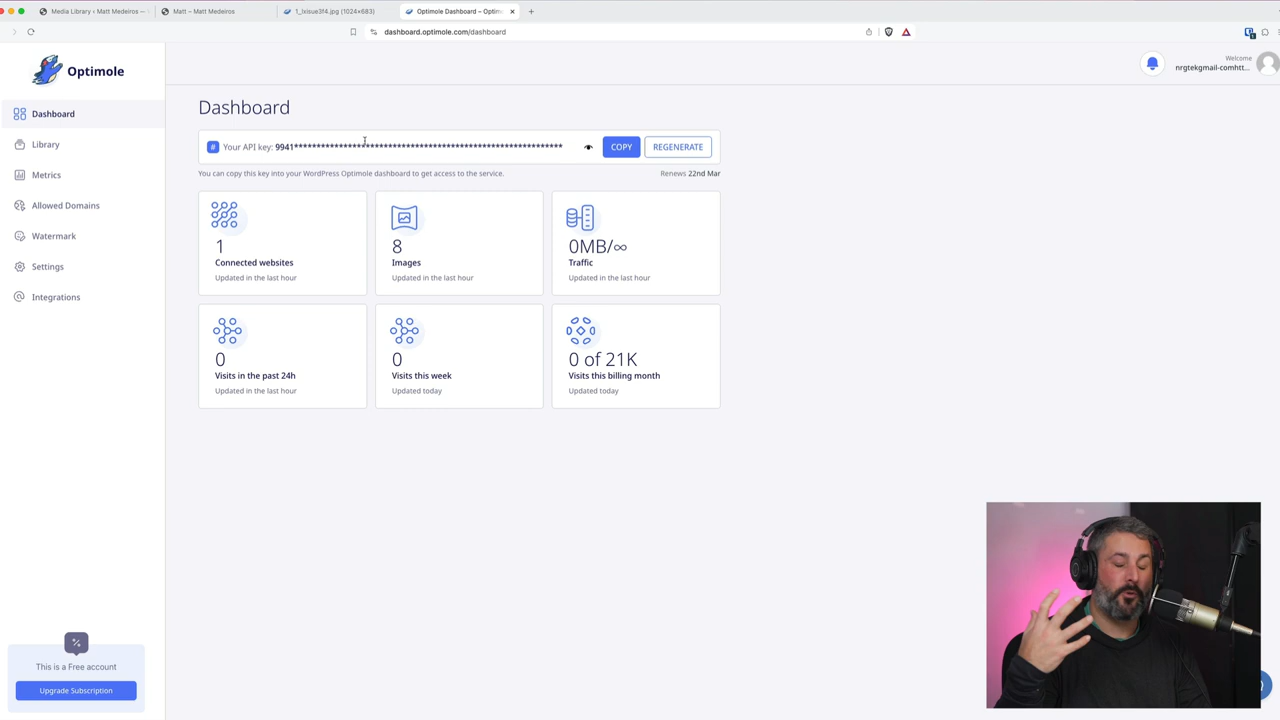 Media Library ‹ Matt Medeiros —
Matt – Matt Medeiros
1_lxisue3f4.jpg (1024×683)
Optimole Dashboard – Optim
dashboard.optimole.com/dashboard
Optimole
Welcome
nrgtekgmail-comhtt...
Dashboard
Library
Metrics
Allowed Domains
Watermark
Settings
Integrations
Dashboard
# Your API key: 9941************************************************************
COPY
REGENERATE
You can copy this key into your WordPress Optimole dashboard to get access to the service.
Renews 22nd Mar
1
Connected websites
Updated in the last hour
8
Images
Updated in the last hour
0MB/∞
Traffic
Updated in the last hour
0
Visits in the past 24h
Updated in the last hour
0
Visits this week
Updated today
0 of 21K
Visits this billing month
Updated today
This is a Free account
Upgrade Subscription